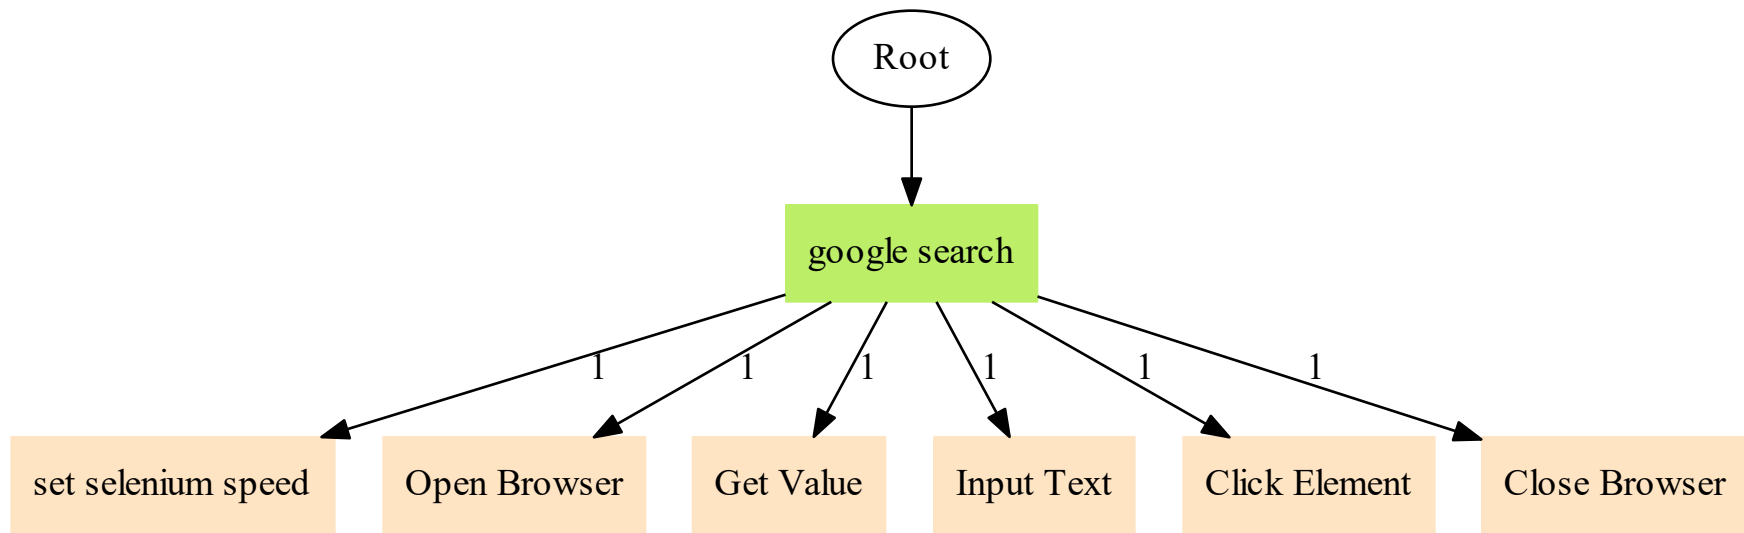 Root
google search
1
1
1
1
1
1
set selenium speed
Open Browser
Get Value
Input Text
Click Element
Close Browser